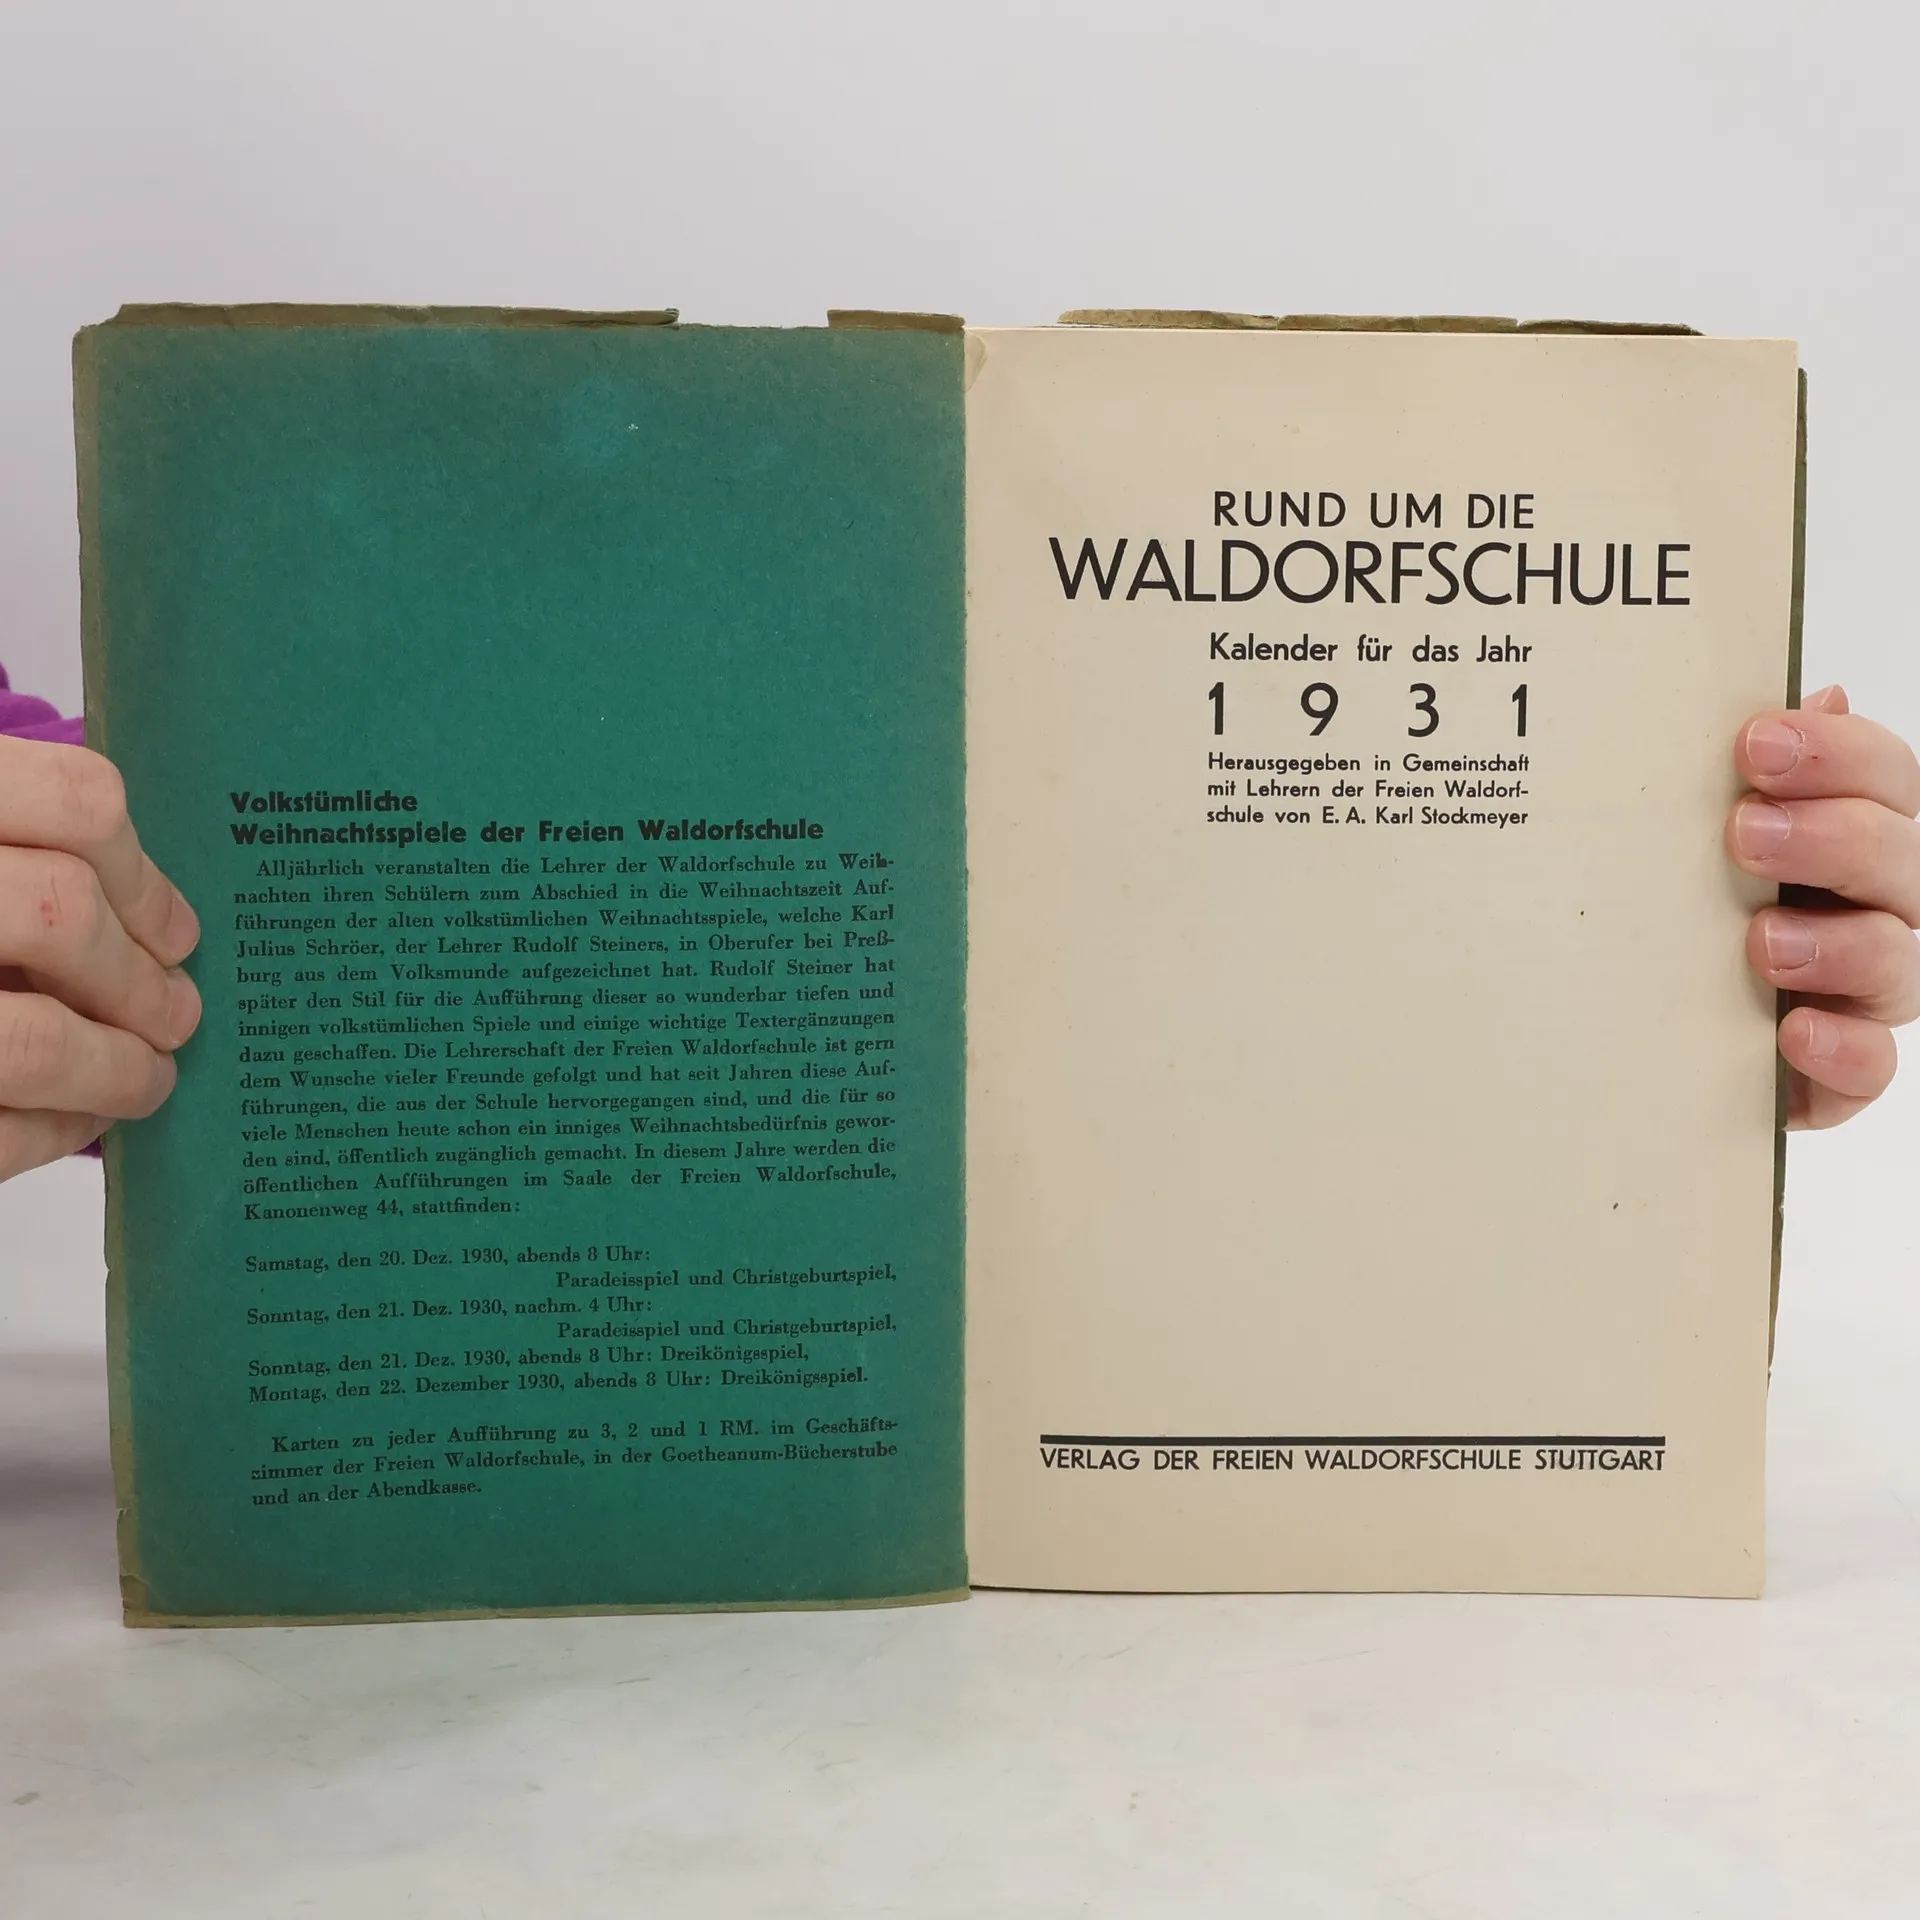 Volkstümliche
Weihnachtsspiele der Freien Waldorfschule
Alljährlich veranstalten die Lehrer der Waldorfschule zu Weih-
nachten ihren Schülern zum Abschied in die Weihnachtszeit Auf-
führungen der alten volkstümlichen Weihnachtsspiele, welche Karl
Julius Schröer, der Lehrer Rudolf Steiners, in Oberufer bei Preß-
burg aus dem Volksmunde aufgezeichnet hat. Rudolf Steiner hat
später den Stil für die Aufführung dieser so wunderbar tiefen und
innigen volkstümlichen Spiele und einige wichtige Textergänzungen
dazu geschaffen. Die Lehrerschaft der Freien Waldorfschule ist gern
dem Wunsche vieler Freunde gefolgt und hat seit Jahren diese Auf-
führungen, die aus der Schule hervorgegangen sind, und die für so
viele Menschen heute schon ein inniges Weihnachtsbedürfnis gewor-
den sind, öffentlich zugänglich gemacht. In diesem Jahre werden die
öffentlichen Aufführungen im Saale der Freien Waldorfschule,
Kanonenweg 44, stattfinden:
Samstag, den 20. Dez. 1930, abends 8 Uhr:
Paradeisspiel und Christgeburtspiel,
Sonntag, den 21. Dez. 1930, nachm. 4 Uhr:
Paradeisspiel und Christgeburtspiel,
Sonntag, den 21. Dez. 1930, abends 8 Uhr: Dreikönigsspiel,
Montag, den 22. Dezember 1930, abends 8 Uhr: Dreikönigsspiel.
Karten zu jeder Aufführung zu 3, 2 und 1 RM. im Geschäfts-
zimmer der Freien Waldorfschule, in der Goetheanum-Bücherstube
und an der Abendkasse.
RUND UM DIE
WALDORFSCHULE
Kalender für das Jahr
1 9 3 1
Herausgegeben in Gemeinschaft
mit Lehrern der Freien Waldorf-
schule von E. A. Karl Stockmeyer
VERLAG DER FREIEN WALDORFSCHULE STUTTGART